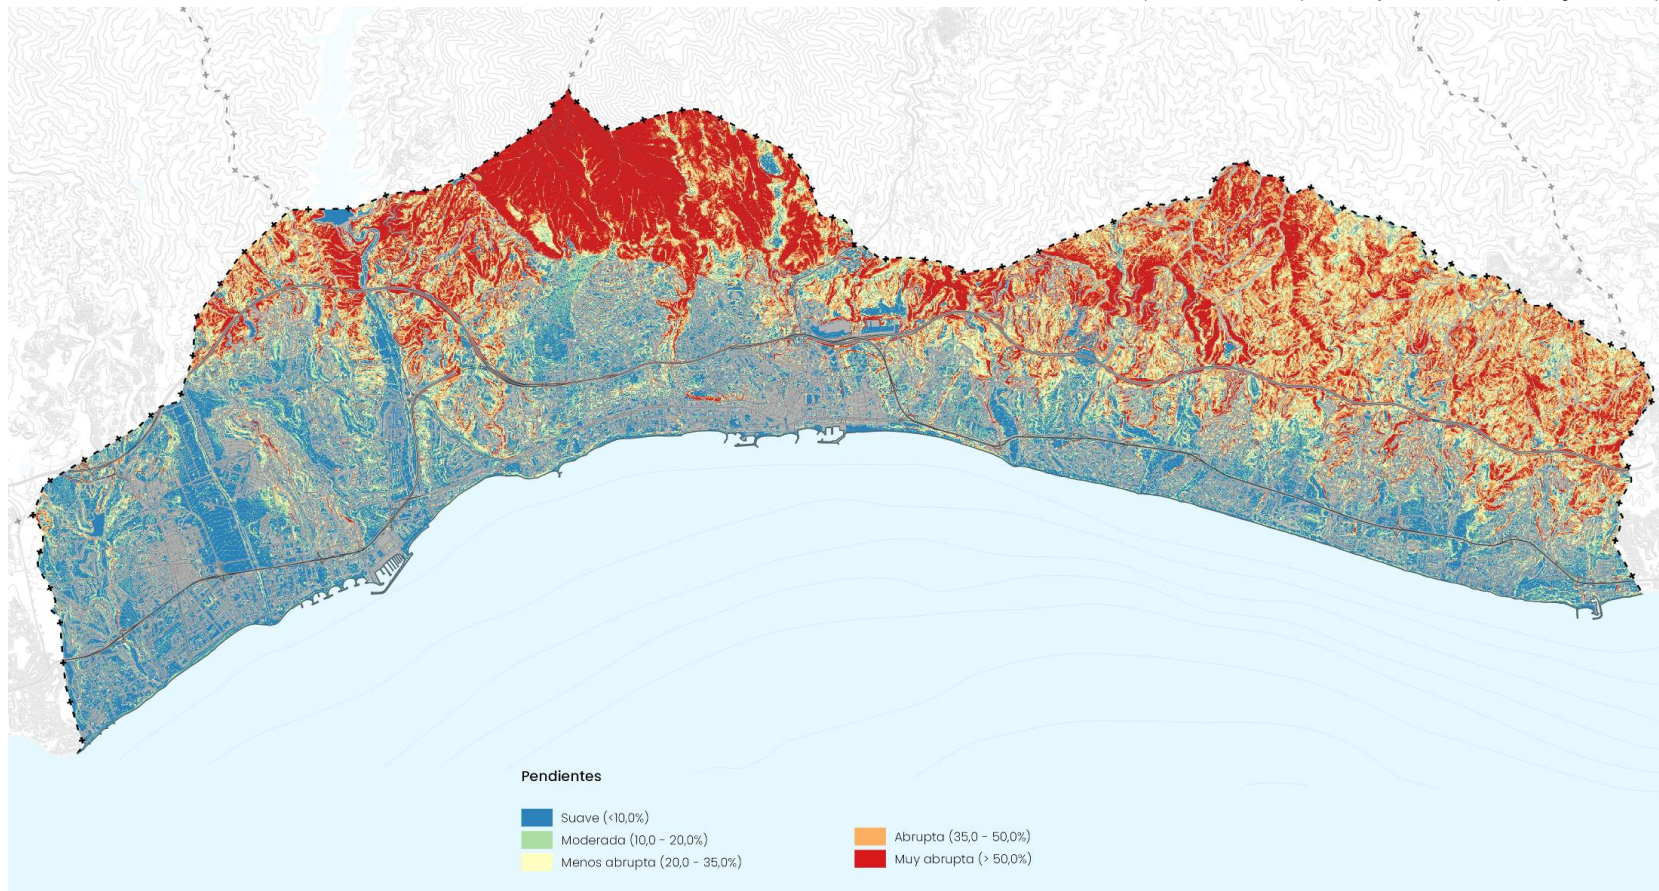 Pendientes
Suave (<10,0%)
Moderada (10,0 - 20,0%)
Menos abrupta (20,0 - 35,0%)
Abrupta (35,0 - 50,0%)
Muy abrupta (> 50,0%)